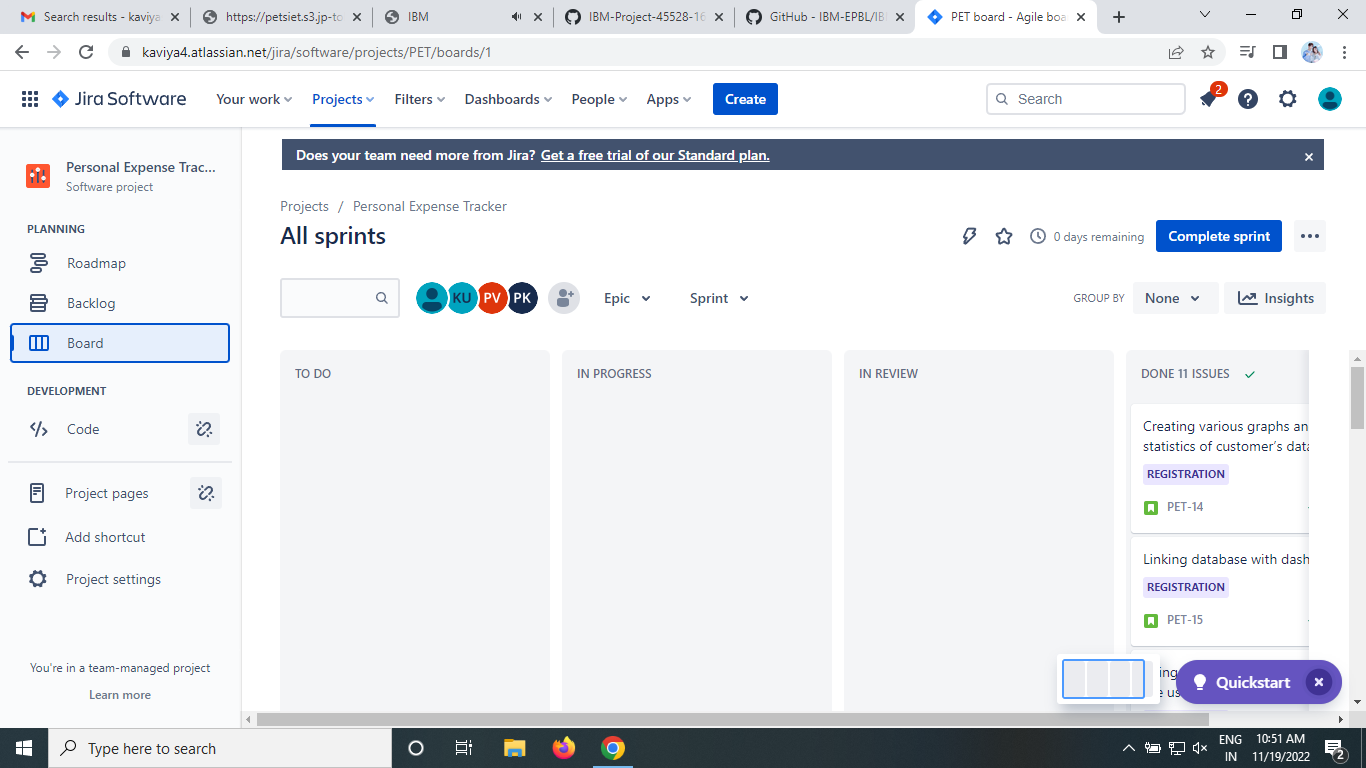 Search results - kaviya
https://petsiet.s3.jp-to
IBM
IBM-Project-45528-16
GitHub - IBM-EPBL/IB
PET board - Agile boa
kaviya4.atlassian.net/jira/software/projects/PET/boards/1
Jira Software
Your work
Projects
Filters
Dashboards
People
Apps
Create
Search
2
Personal Expense Trac...
Software project
PLANNING
Roadmap
Backlog
Board
DEVELOPMENT
Code
Project pages
Add shortcut
Project settings
You're in a team-managed project
Learn more
Does your team need more from Jira? Get a free trial of our Standard plan.
Projects / Personal Expense Tracker
All sprints
0 days remaining
Complete sprint
KU
PV
PK
Epic
Sprint
GROUP BY
None
Insights
TO DO
IN PROGRESS
IN REVIEW
DONE 11 ISSUES
Creating various graphs an
statistics of customer's data
REGISTRATION
PET-14
Linking database with dash
REGISTRATION
PET-15
Quickstart
Type here to search
ENG
IN
10:51 AM
11/19/2022
2